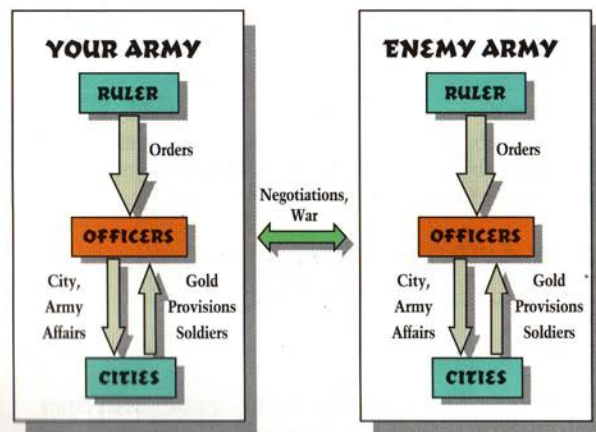 YOUR ARMY
RULER
Orders
OFFICERS
City,
Army
Affairs
Gold
Provisions
Soldiers
CITIES
Negotiations,
War
ENEMY ARMY
RULER
Orders
OFFICERS
City,
Army
Affairs
Gold
Provisions
Soldiers
CITIES